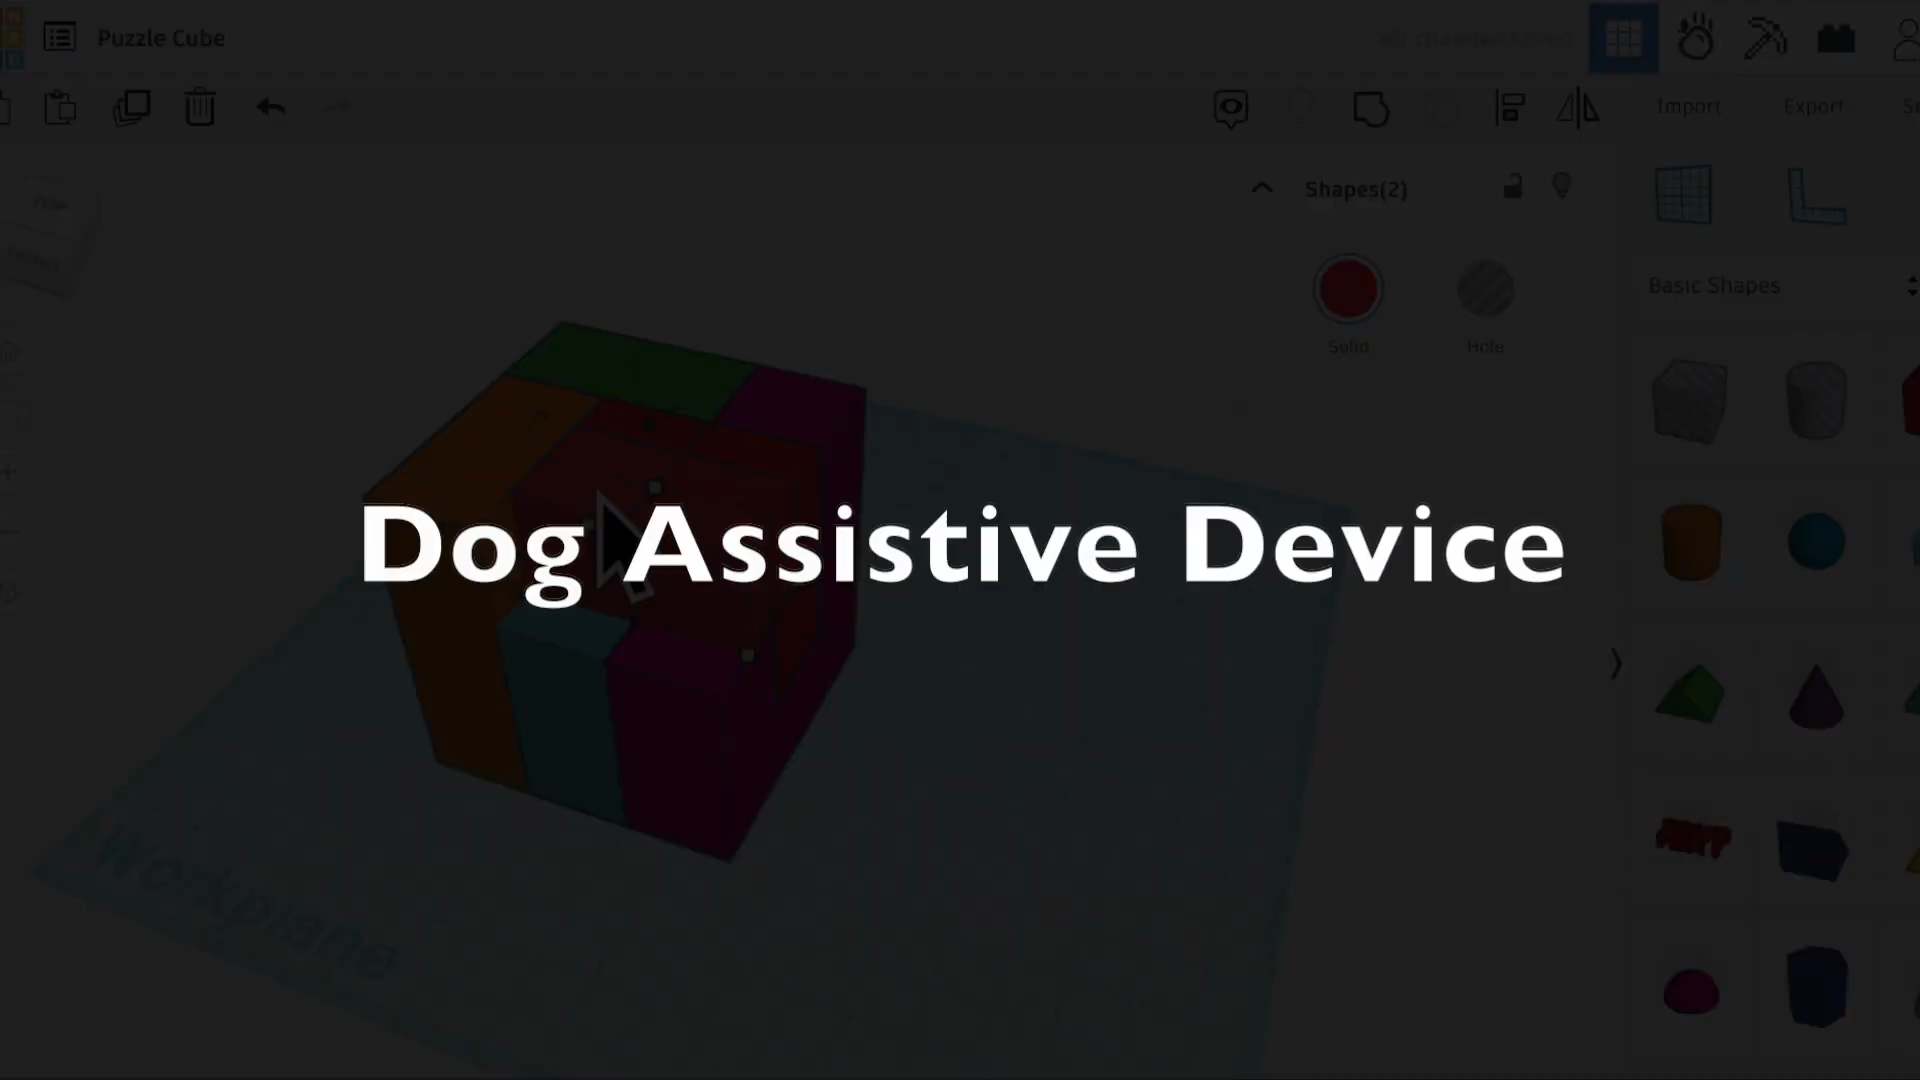 Puzzle Cube
Import
Export
Shapes(2)
Solid
Hole
Basic Shapes
Dog Assistive Device
Workplane